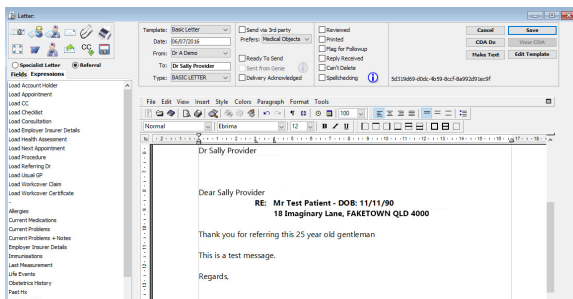 Letter:
Template: Basic Letter
Send via 3rd party
Reviewed
Cancel
Save
Date: 06/07/2016
Prefers: Medical Objects
Printed
CDA Dx
View CDA
From: Dr A Demo
Flag for Followup
Make Text
Edit Template
To: Dr Sally Provider
Ready To Send
Reply Received
Sent from Genie
Can't Delete
Type: BASIC LETTER
Delivery Acknowledged
Spellchecking
5d319d69-d0dc-4b59-8ccf-8a992d91ec9f
Specialist Letter
Referral
Fields Expressions
Load Account Holder
Load Appointment
Load CC
Load Checklist
Load Consultation
Load Employer Insurer Details
Load Health Assessment
Load Next Appointment
Load Procedure
Load Referring Dr
Load Usual GP
Load Workcover Claim
Load Workcover Certificate
-
Allergies
Current Medications
Current Problems
Current Problems + Notes
Employer Insurer Details
Immunisations
Last Measurement
Life Events
Obstetrics History
Past Hx
File Edit View Insert Style Colors Paragraph Format Tools
100
Normal
Ebrima
12
B I U
Dr Sally Provider
Dear Sally Provider
RE: Mr Test Patient - DOB: 11/11/90
18 Imaginary Lane, FAKETOWN QLD 4000
Thank you for referring this 25 year old gentleman
This is a test message.
Regards,